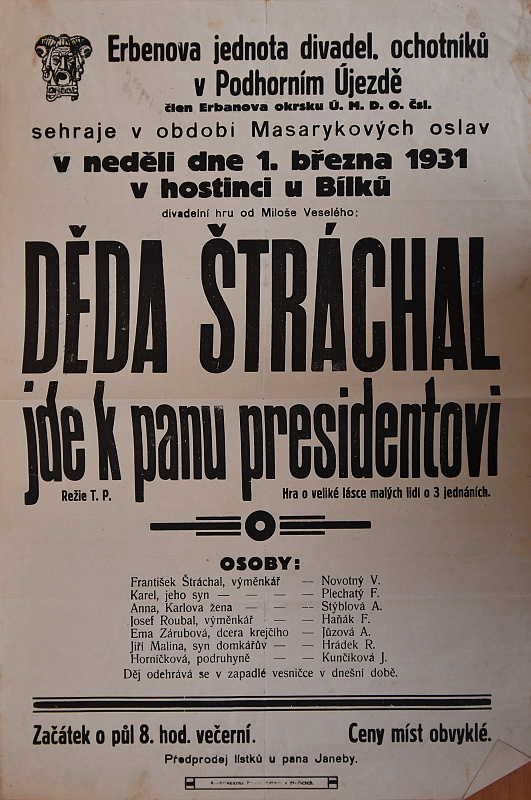 Erbenova jednota divadel. ochotníků
v Podhorním Újezdě
člen Erbanova okrsku Ú. M. D. O. čsl.
sehraje v období Masarykových oslav
v neděli dne 1. března 1931
v hostinci u Bílků
divadelní hru od Miloše Veselého:
DĚDA ŠTRÁCHAL
jde k panu presidentovi
Režie T. P.
Hra o veliké lásce malých lidí o 3 jednáních.
OSOBY:
František Štráchal, výměnkář — Novotný V.
Karel, jeho syn — — — — Plechatý F.
Anna, Karlova žena — — — Stýblová A.
Josef Roubal, výměnkář — — Haňák F.
Ema Zárubová, dcera krejčího — Jůzová A.
Jiří Malina, syn domkářův — — Hrádek R.
Horníčková, podruhyně — — Kunčíková J.
Děj odehrává se v zapadlé vesničce v dnešní době.
Začátek o půl 8. hod. večerní.
Ceny míst obvyklé.
Předprodej lístků u pana Janeby.
v Hořicích.